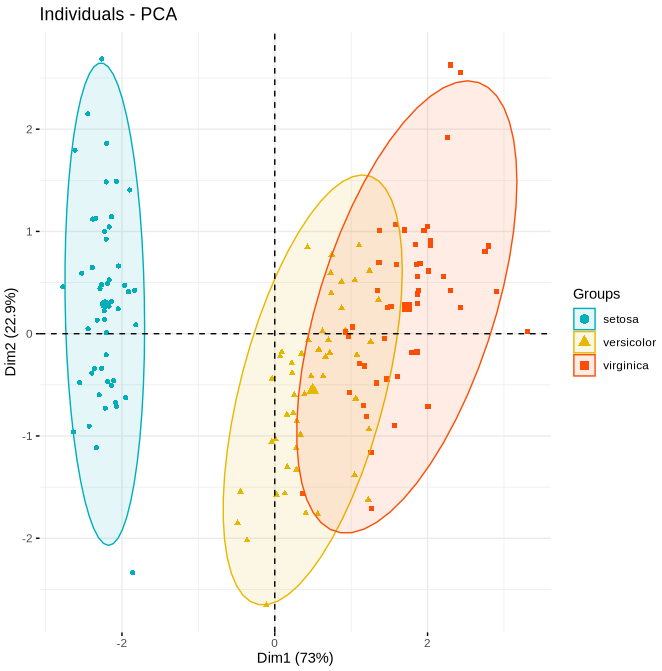 Individuals - PCA
Dim2 (22.9%)
2
1
0
-1
-2
-2
0
2
Dim1 (73%)
Groups
setosa
versicolor
virginica